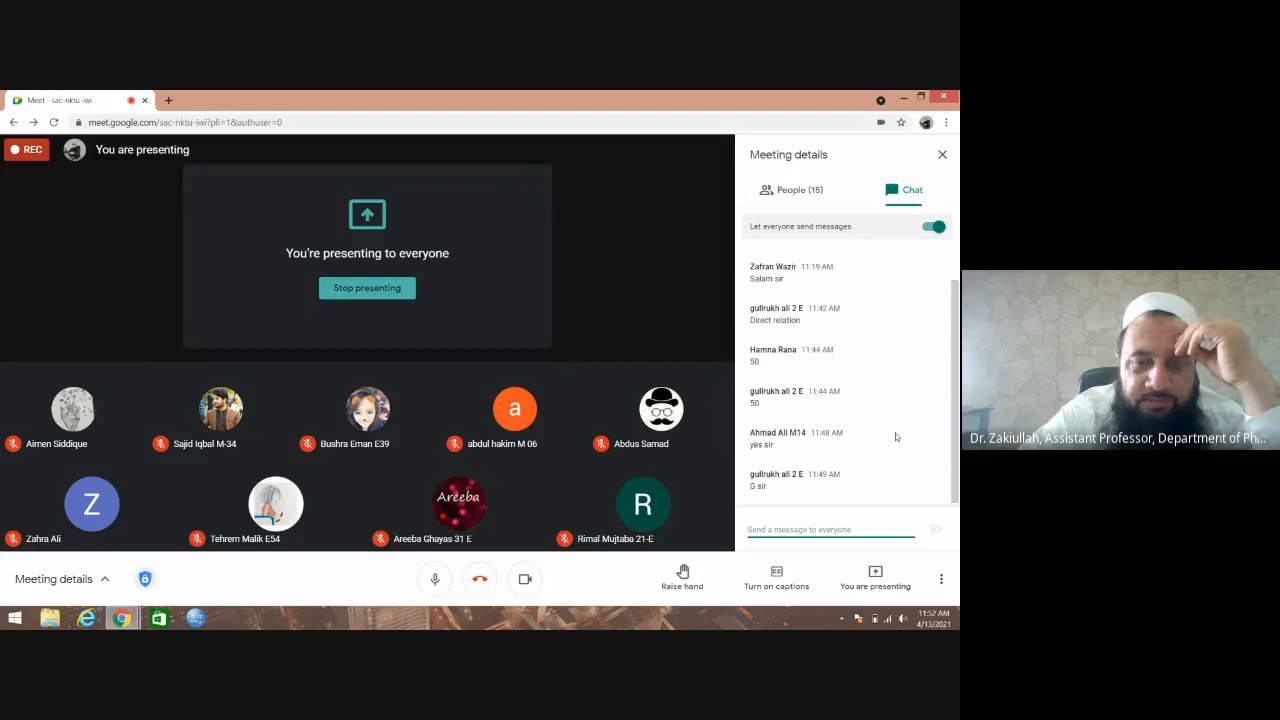 Meet - sac-nktu-iwi
meet.google.com/sac-nktu-iwi?pli=1&authuser=0
REC
You are presenting
You're presenting to everyone
Stop presenting
Aimen Siddique
Sajid Iqbal M-34
Bushra Eman E39
a
abdul hakim M 06
Abdus Samad
Z
Zahra Ali
Tehrem Malik E54
Areeba
Areeba Ghayas 31 E
R
Rimal Mujtaba 21-E
Meeting details
People (15)
Chat
Let everyone send messages
Zafran Wazir 11:19 AM
Salam sir
gullrukh ali 2 E 11:42 AM
Direct relation
Hamna Rana 11:44 AM
50
gullrukh ali 2 E 11:44 AM
50
Ahmad Ali M14 11:48 AM
yes sir
gullrukh ali 2 E 11:49 AM
G sir
Send a message to everyone
Meeting details
Raise hand
CC
Turn on captions
You are presenting
11:52 AM
4/13/2021
Dr. Zakiullah, Assistant Professor, Department of Ph...